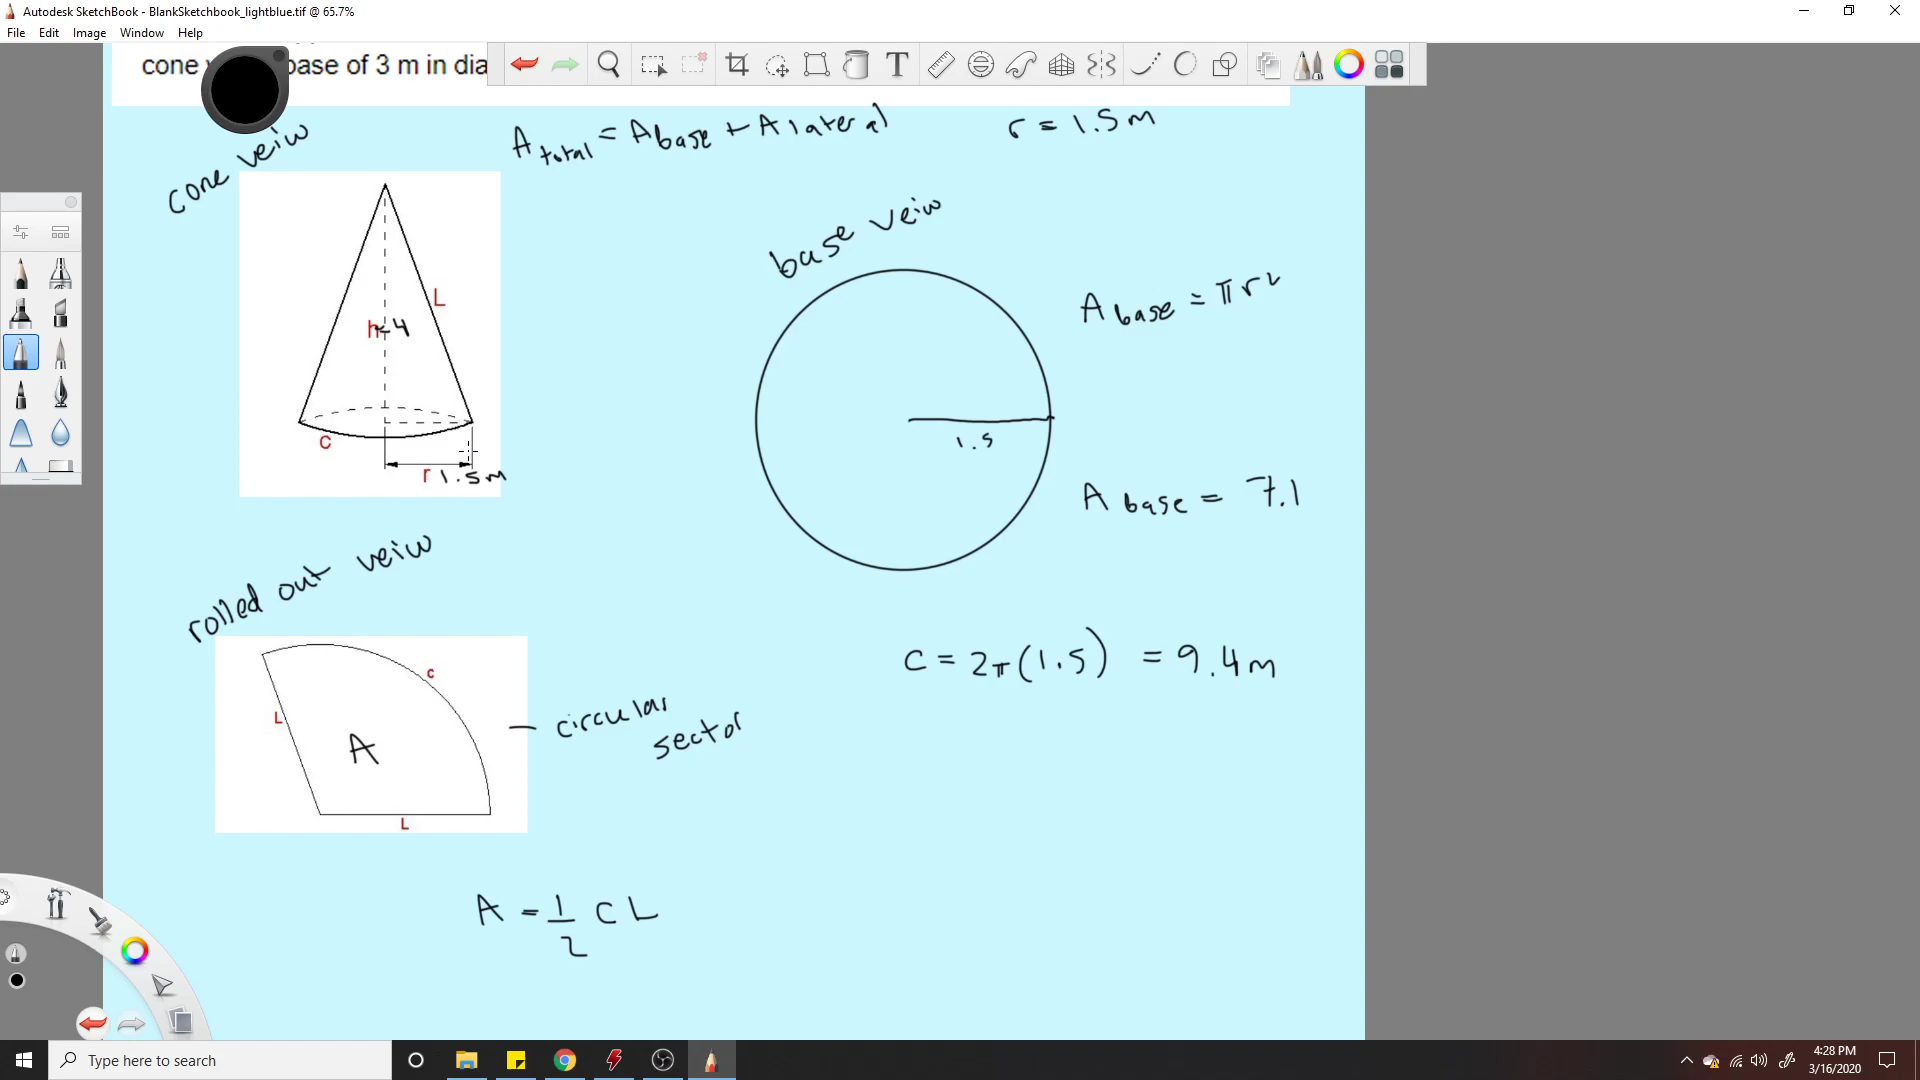 Autodesk SketchBook - BlankSketchbook_lightblue.tif @ 65.7%
File Edit Image Window Help
cone base of 3 m in dia
A total = A base + A lateral
r = 1.5 m
cone veiw
L
h = 4
c
r 1.5 m
base veiw
1.5
A base = π r²
A base = 7.1
rolled out veiw
c
L
A
L
— circular
sector
C = 2π(1.5) = 9.4 m
A = 1/2 C L
Type here to search
4:28 PM
3/16/2020